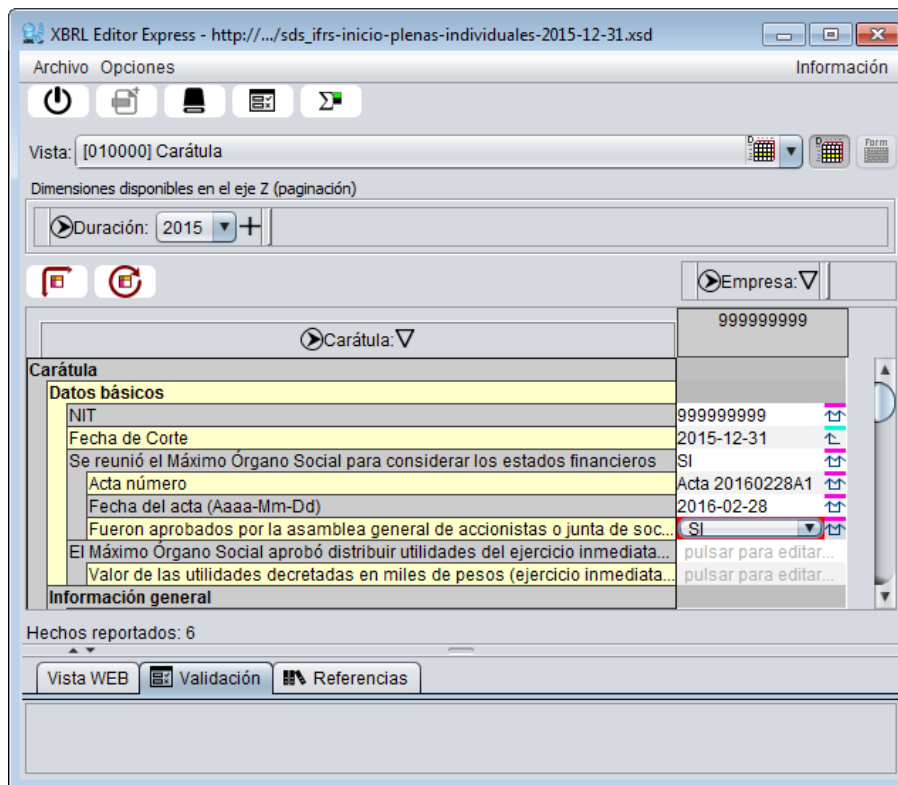 XBRL Editor Express - http://.../sds_ifrs-inicio-plenas-individuales-2015-12-31.xsd
Archivo Opciones Información
Vista: [010000] Carátula
Form
Dimensiones disponibles en el eje Z (paginación)
Duración: 2015
Empresa:
Carátula: 999999999
Carátula
Datos básicos
NIT 999999999
Fecha de Corte 2015-12-31
Se reunió el Máximo Órgano Social para considerar los estados financieros SI
Acta número Acta 20160228A1
Fecha del acta (Aaaa-Mm-Dd) 2016-02-28
Fueron aprobados por la asamblea general de accionistas o junta de soc... SI
El Máximo Órgano Social aprobó distribuir utilidades del ejercicio inmediata... pulsar para editar...
Valor de las utilidades decretadas en miles de pesos (ejercicio inmediata... pulsar para editar...
Información general
Hechos reportados: 6
Vista WEB Validación Referencias